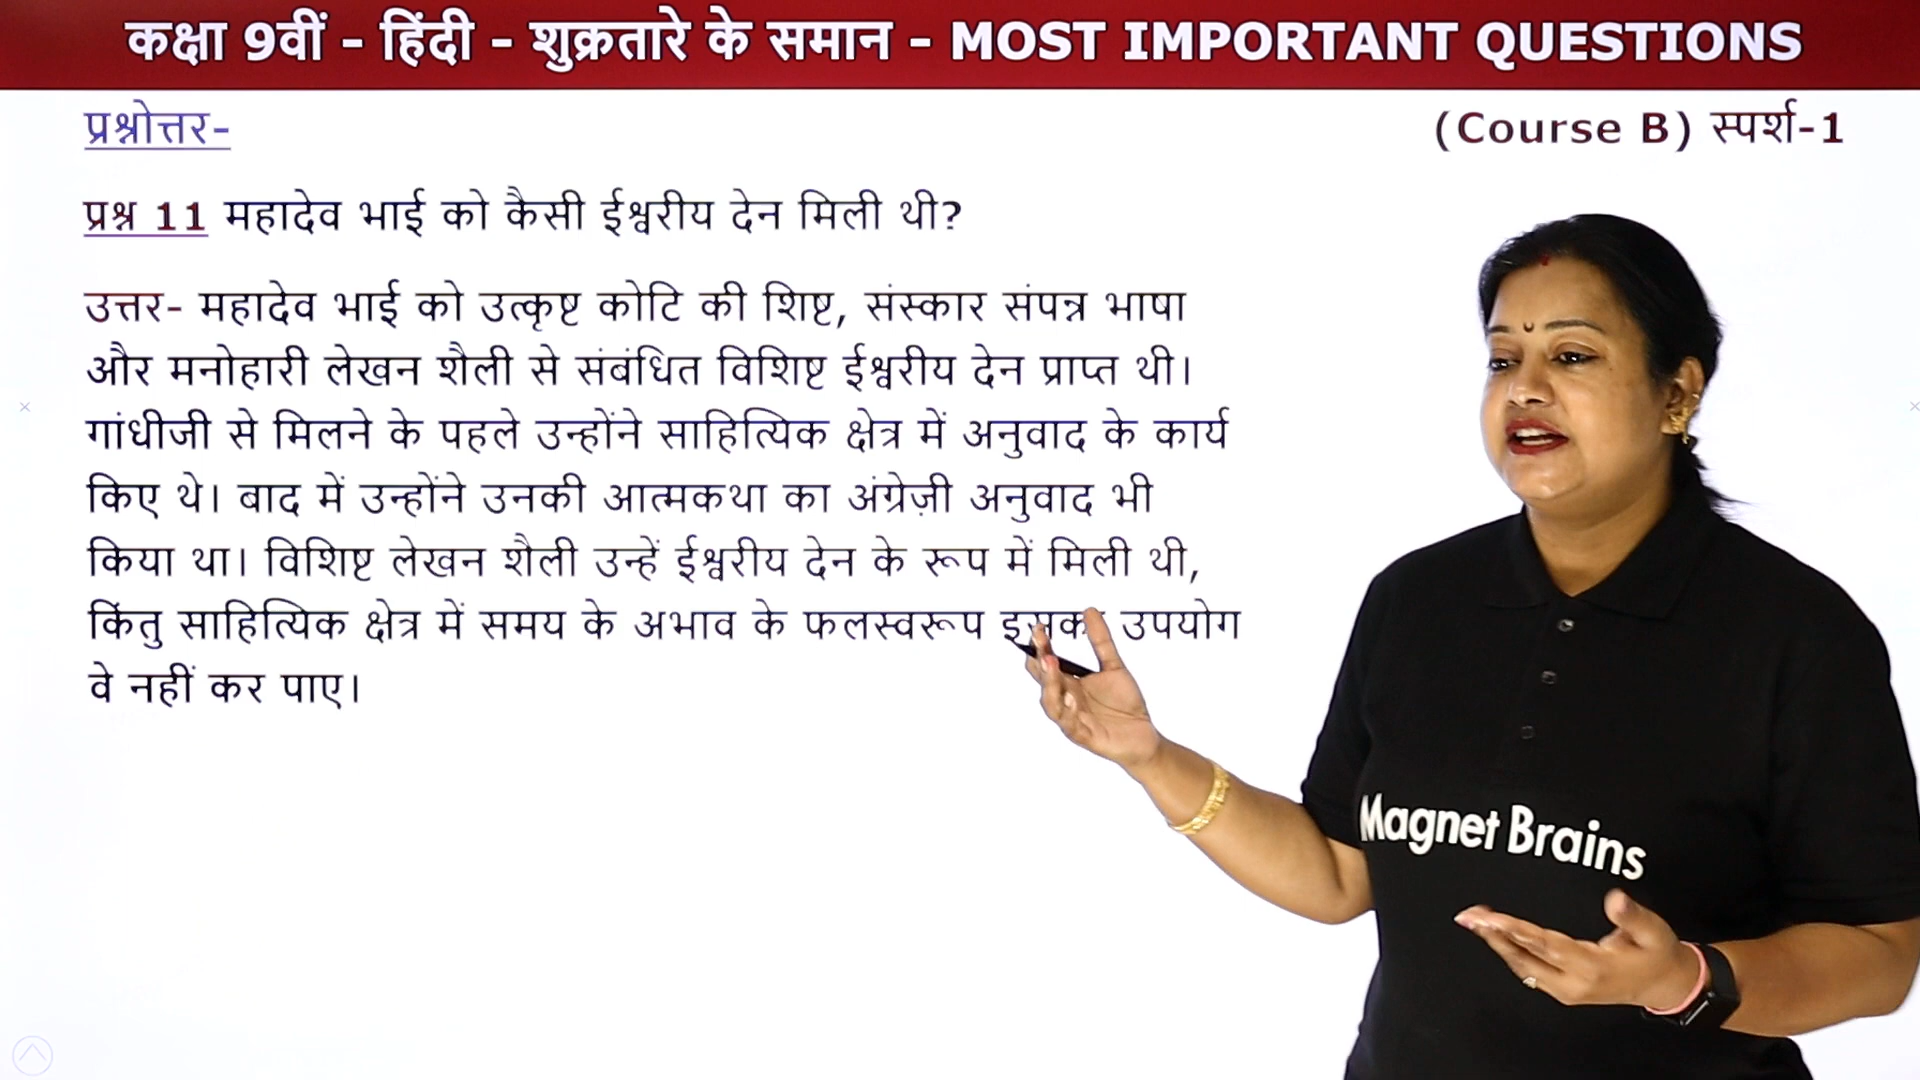 कक्षा 9वीं - हिंदी - शुक्रतारे के समान - MOST IMPORTANT QUESTIONS
प्रश्नोत्तर-
(Course B) स्पर्श-1
प्रश्न 11 महादेव भाई को कैसी ईश्वरीय देन मिली थी?
उत्तर- महादेव भाई को उत्कृष्ट कोटि की शिष्ट, संस्कार संपन्न भाषा
और मनोहारी लेखन शैली से संबंधित विशिष्ट ईश्वरीय देन प्राप्त थी।
गांधीजी से मिलने के पहले उन्होंने साहित्यिक क्षेत्र में अनुवाद के कार्य
किए थे। बाद में उन्होंने उनकी आत्मकथा का अंग्रेज़ी अनुवाद भी
किया था। विशिष्ट लेखन शैली उन्हें ईश्वरीय देन के रूप में मिली थी,
किंतु साहित्यिक क्षेत्र में समय के अभाव के फलस्वरूप उपयोग
वे नहीं कर पाए।
Magnet Brains